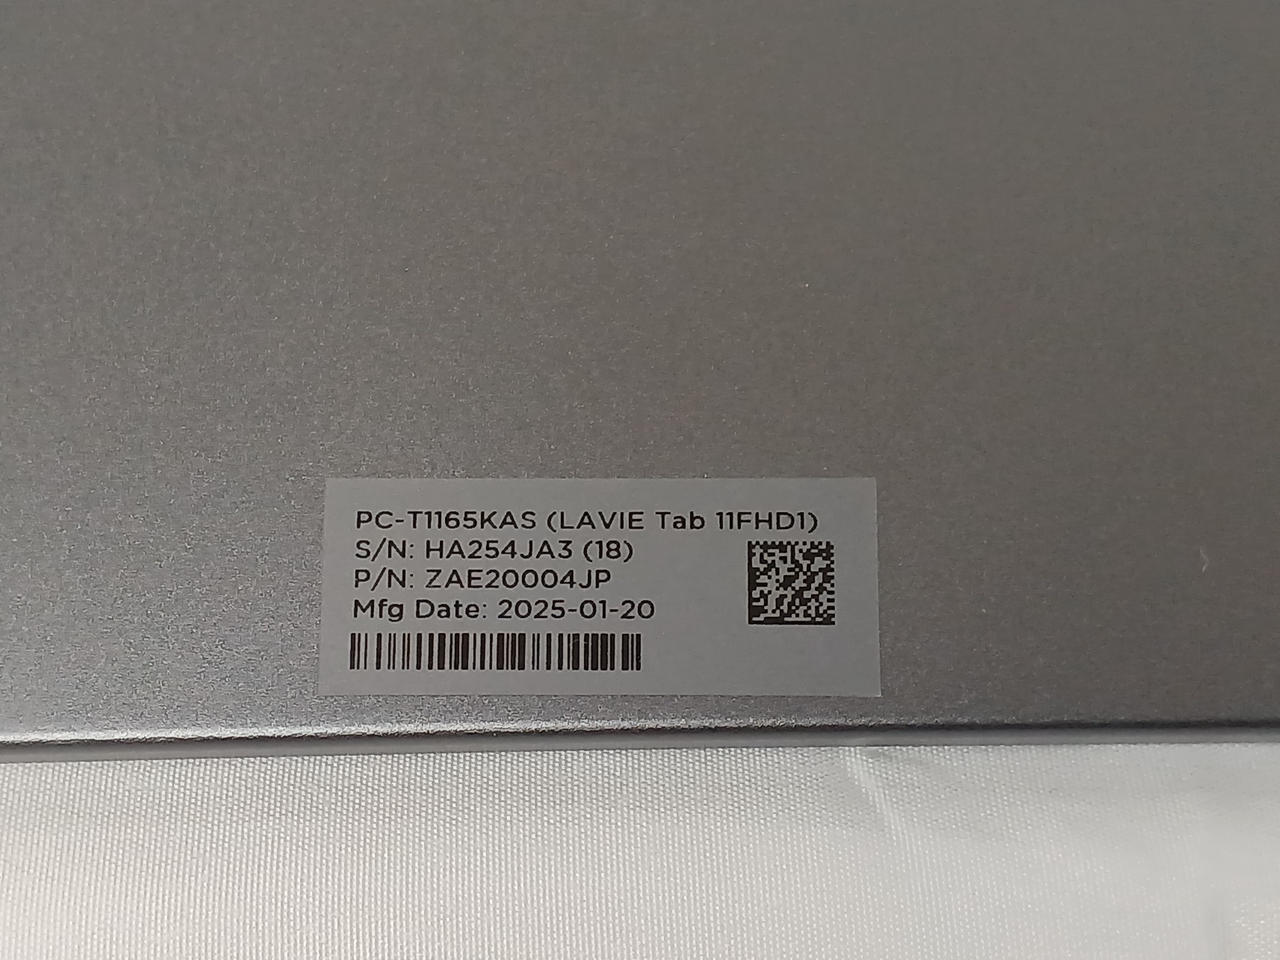 PC-T1165KAS (LAVIE Tab 11FHD1)
S/N: HA254JA3 (18)
P/N: ZAE20004JP
Mfg Date: 2025-01-20